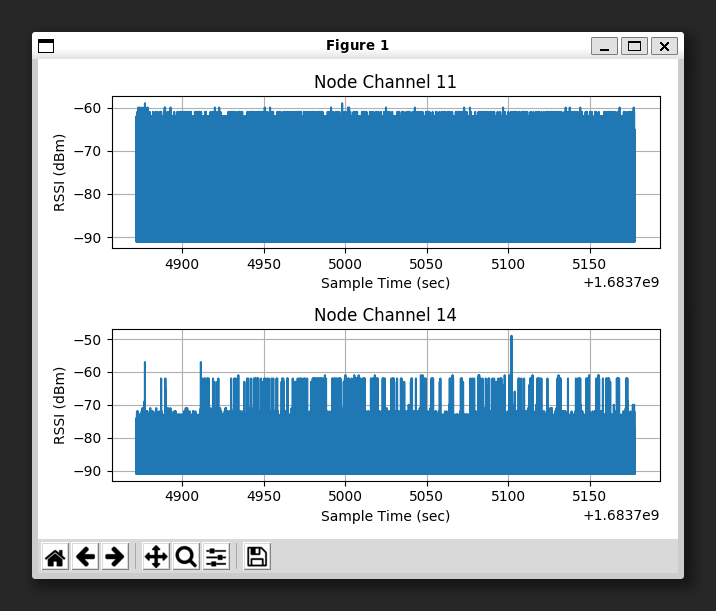 Figure 1
Node Channel 11
−60
−70
−80
−90
RSSI (dBm)
4900 4950 5000 5050 5100 5150
Sample Time (sec)
+1.6837e9
Node Channel 14
−50
−60
−70
−80
−90
RSSI (dBm)
4900 4950 5000 5050 5100 5150
Sample Time (sec)
+1.6837e9